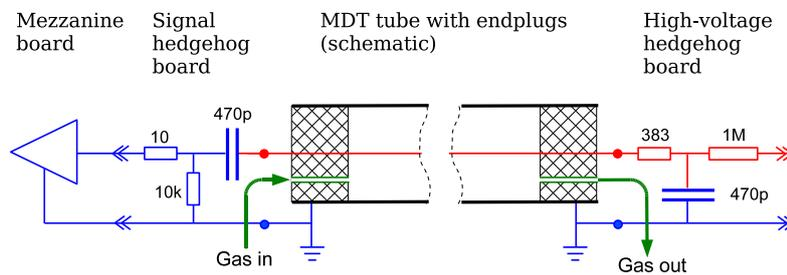 Mezzanine
board
Signal
hedgehog
board
MDT tube with endplugs
(schematic)
High-voltage
hedgehog
board
470p
10
10k
Gas in
383
1M
470p
Gas out